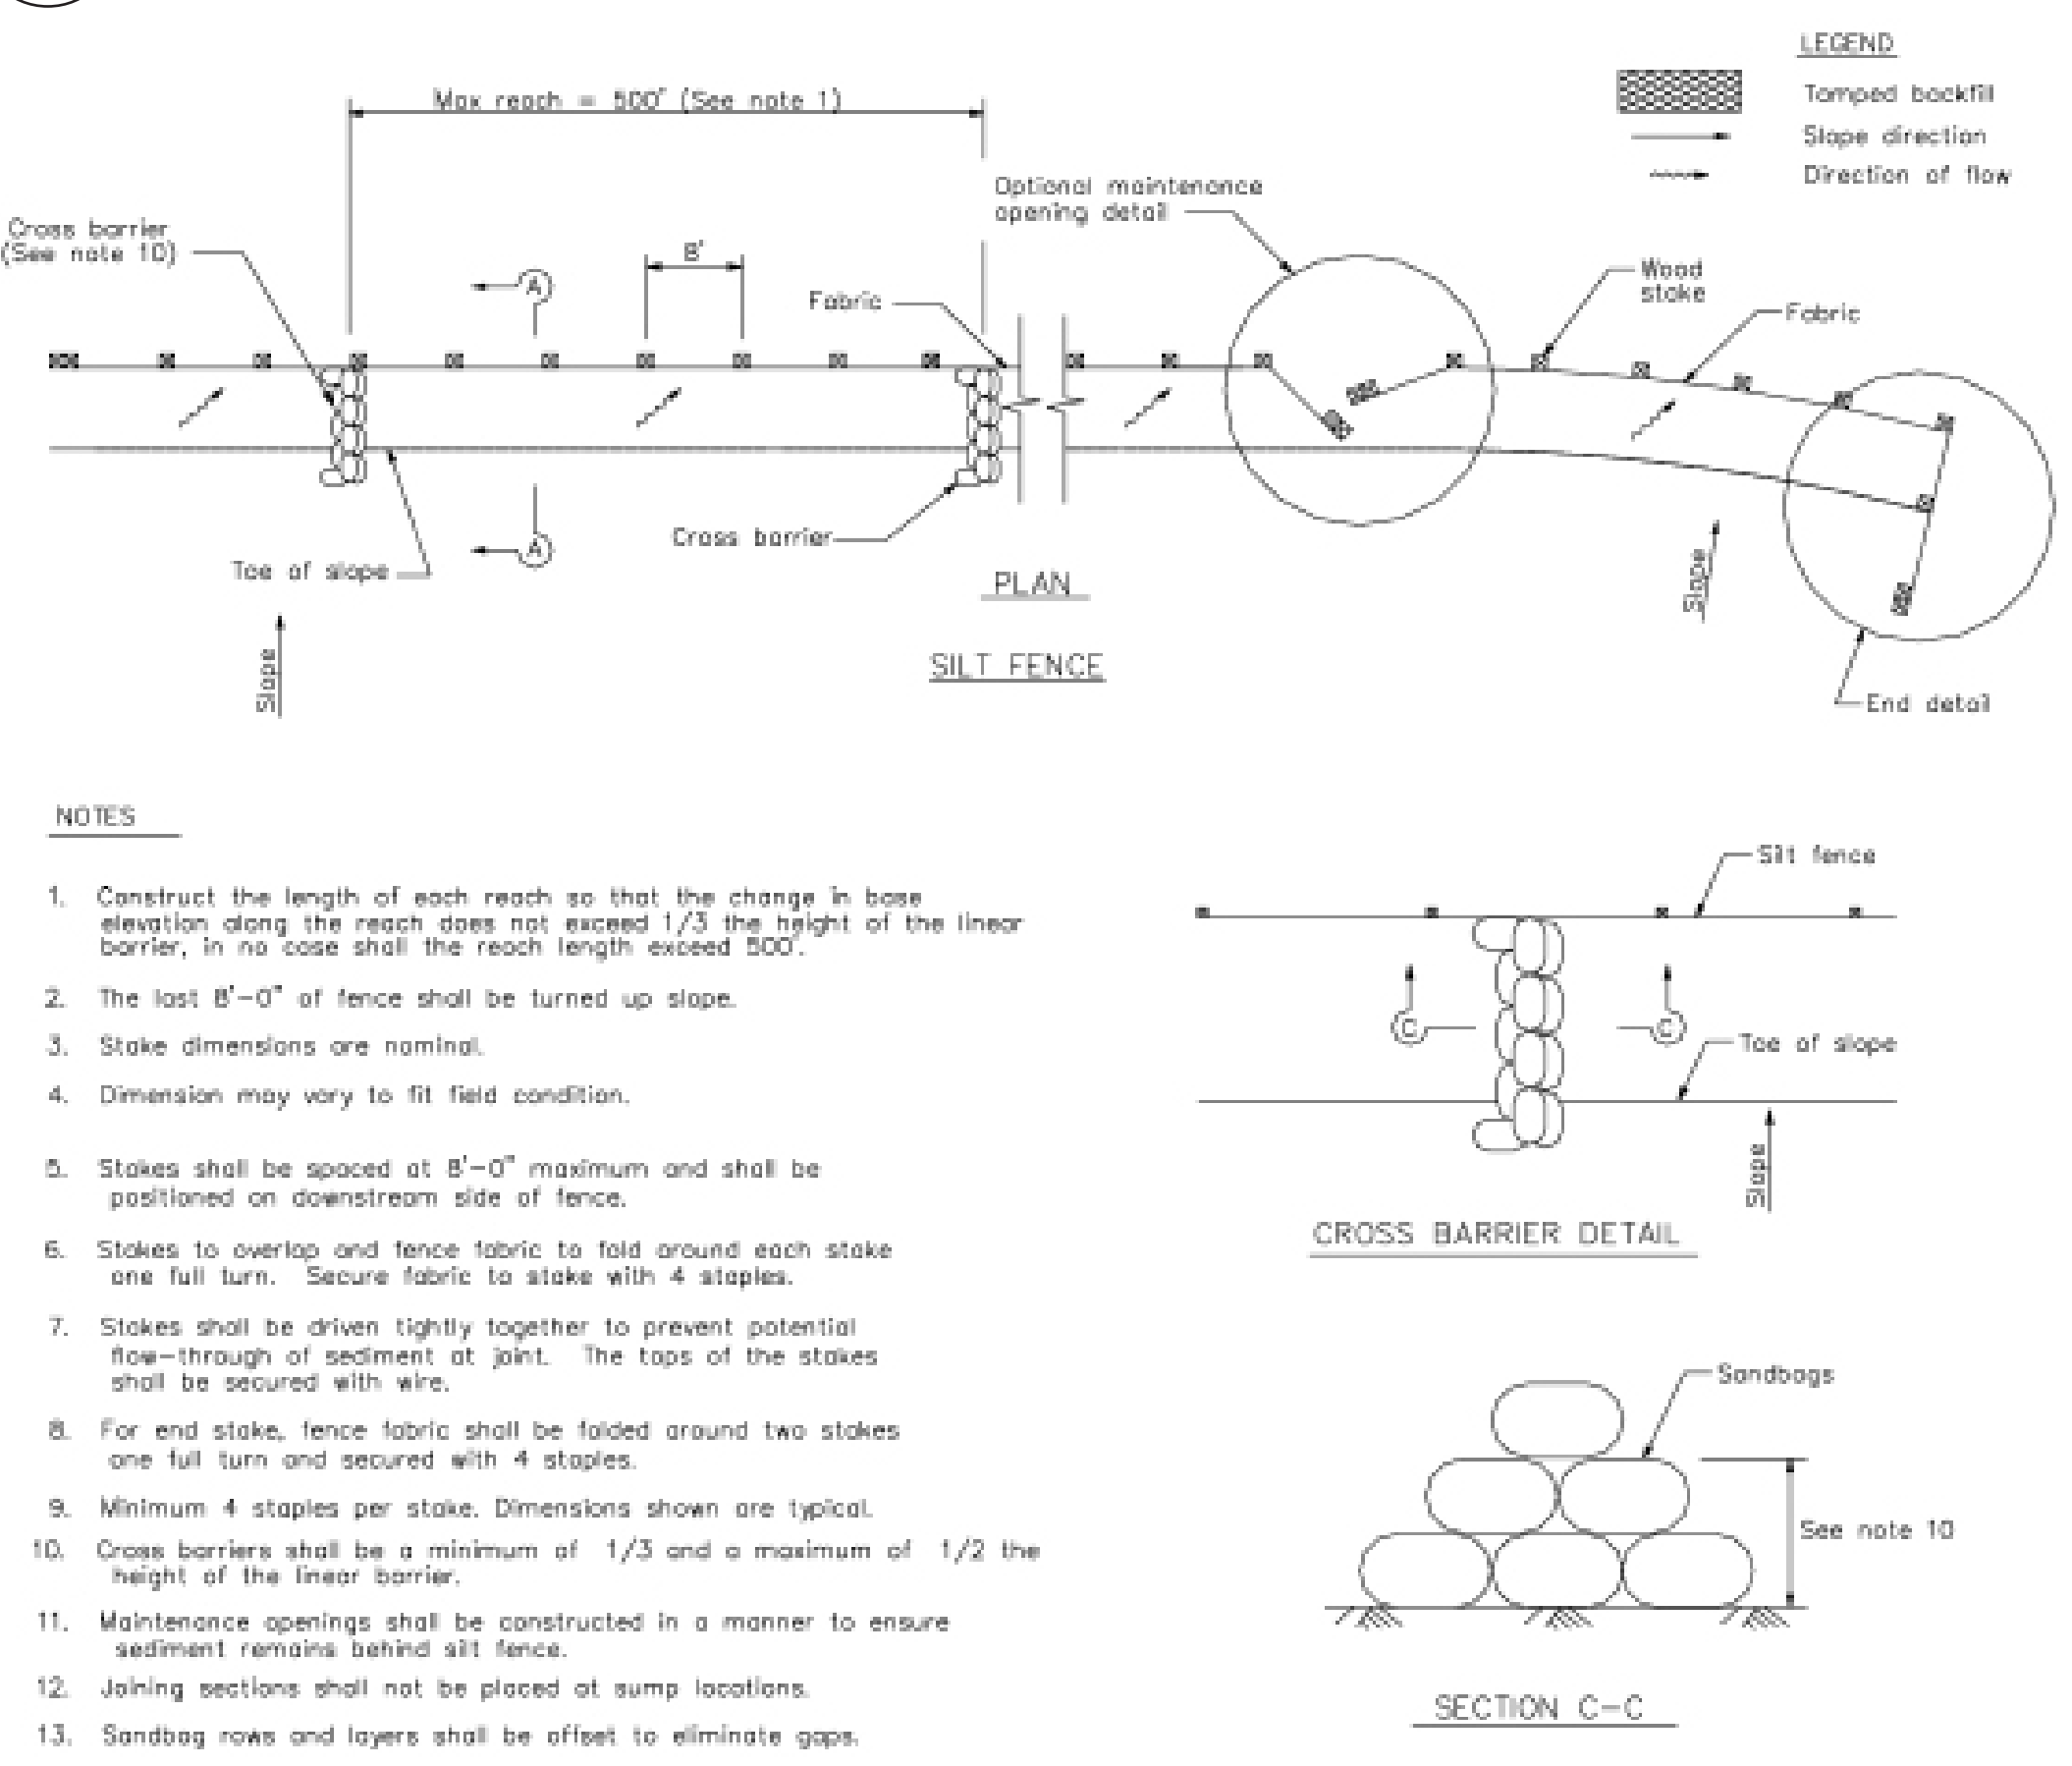 LEGEND
Tamped backfill
Slope direction
Direction of flow
Max reach = 500' (See note 1)
Optional maintenance
opening detail
Cross barrier
(See note 10)
A
8'
Fabric
Wood
stake
Fabric
Cross barrier
A
Toe of slope
PLAN
Slope
Slope
SILT FENCE
End detail
NOTES
1. Construct the length of each reach so that the change in base
elevation along the reach does not exceed 1/3 the height of the linear
barrier, in no case shall the reach length exceed 500'.
2. The last 8'-0" of fence shall be turned up slope.
3. Stake dimensions are nominal.
4. Dimension may vary to fit field condition.
5. Stakes shall be spaced at 8'-0" maximum and shall be
positioned on downstream side of fence.
6. Stakes to overlap and fence fabric to fold around each stake
one full turn. Secure fabric to stake with 4 staples.
7. Stakes shall be driven tightly together to prevent potential
flow-through of sediment at joint. The tops of the stakes
shall be secured with wire.
8. For end stake, fence fabric shall be folded around two stakes
one full turn and secured with 4 staples.
9. Minimum 4 staples per stake. Dimensions shown are typical.
10. Cross barriers shall be a minimum of 1/3 and a maximum of 1/2 the
height of the linear barrier.
11. Maintenance openings shall be constructed in a manner to ensure
sediment remains behind silt fence.
12. Joining sections shall not be placed at sump locations.
13. Sandbag rows and layers shall be offset to eliminate gaps.
Silt fence
C
C
Toe of slope
Slope
CROSS BARRIER DETAIL
Sandbags
See note 10
SECTION C-C